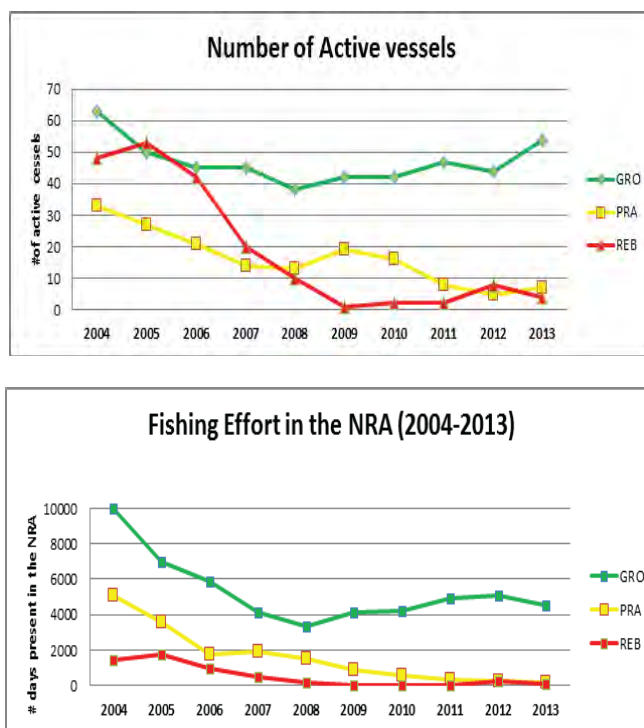 Number of Active vessels
#of active cessels
70
60
50
40
30
20
10
0
2004 2005 2006 2007 2008 2009 2010 2011 2012 2013
GRO
PRA
REB
Fishing Effort in the NRA (2004-2013)
# days present in the NRA
10000
8000
6000
4000
2000
0
2004 2005 2006 2007 2008 2009 2010 2011 2012 2013
GRO
PRA
REB